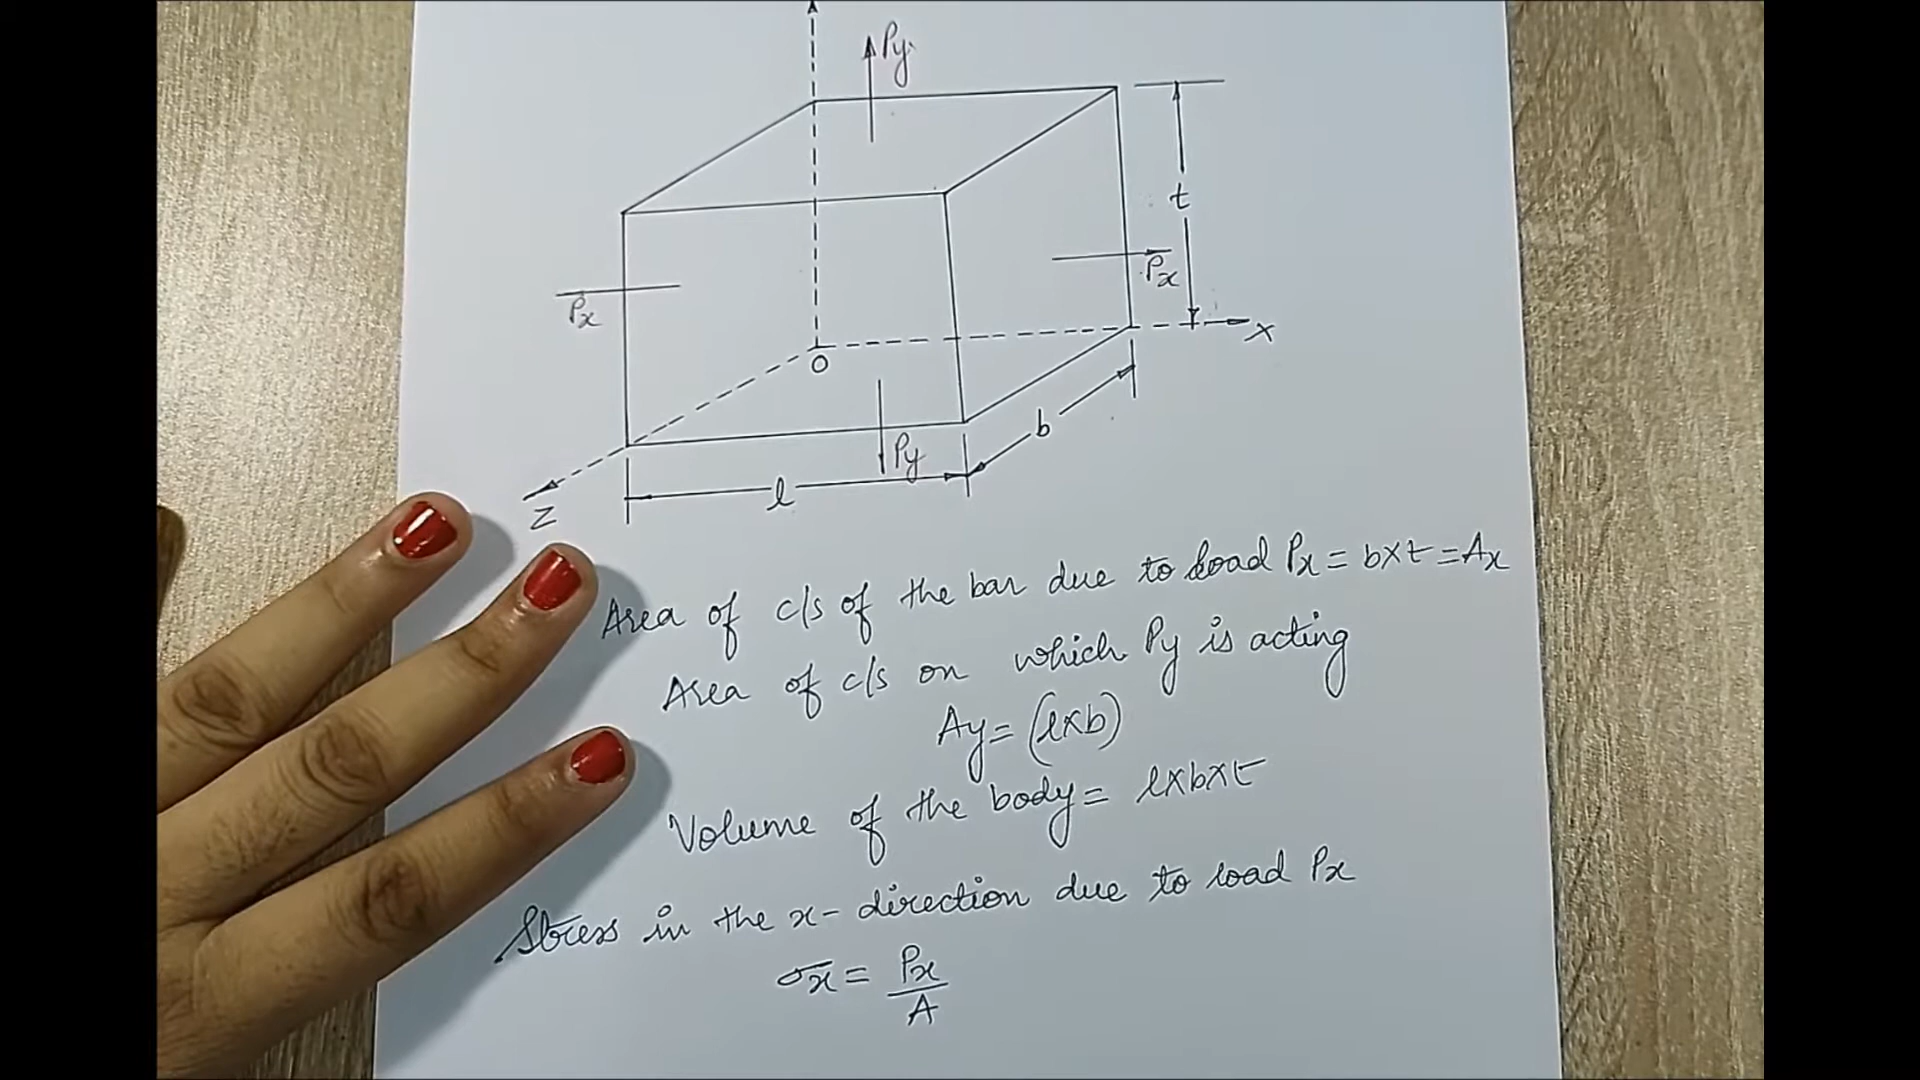 Py
t
Px
Px
X
O
b
Py
l
Z
Area of c/s of the bar due to load Px = b×t = Ax
Area of c/s on which Py is acting
Ay = (l×b)
Volume of the body = l×b×t
Stress in the x-direction due to load Px
σx = Px
A